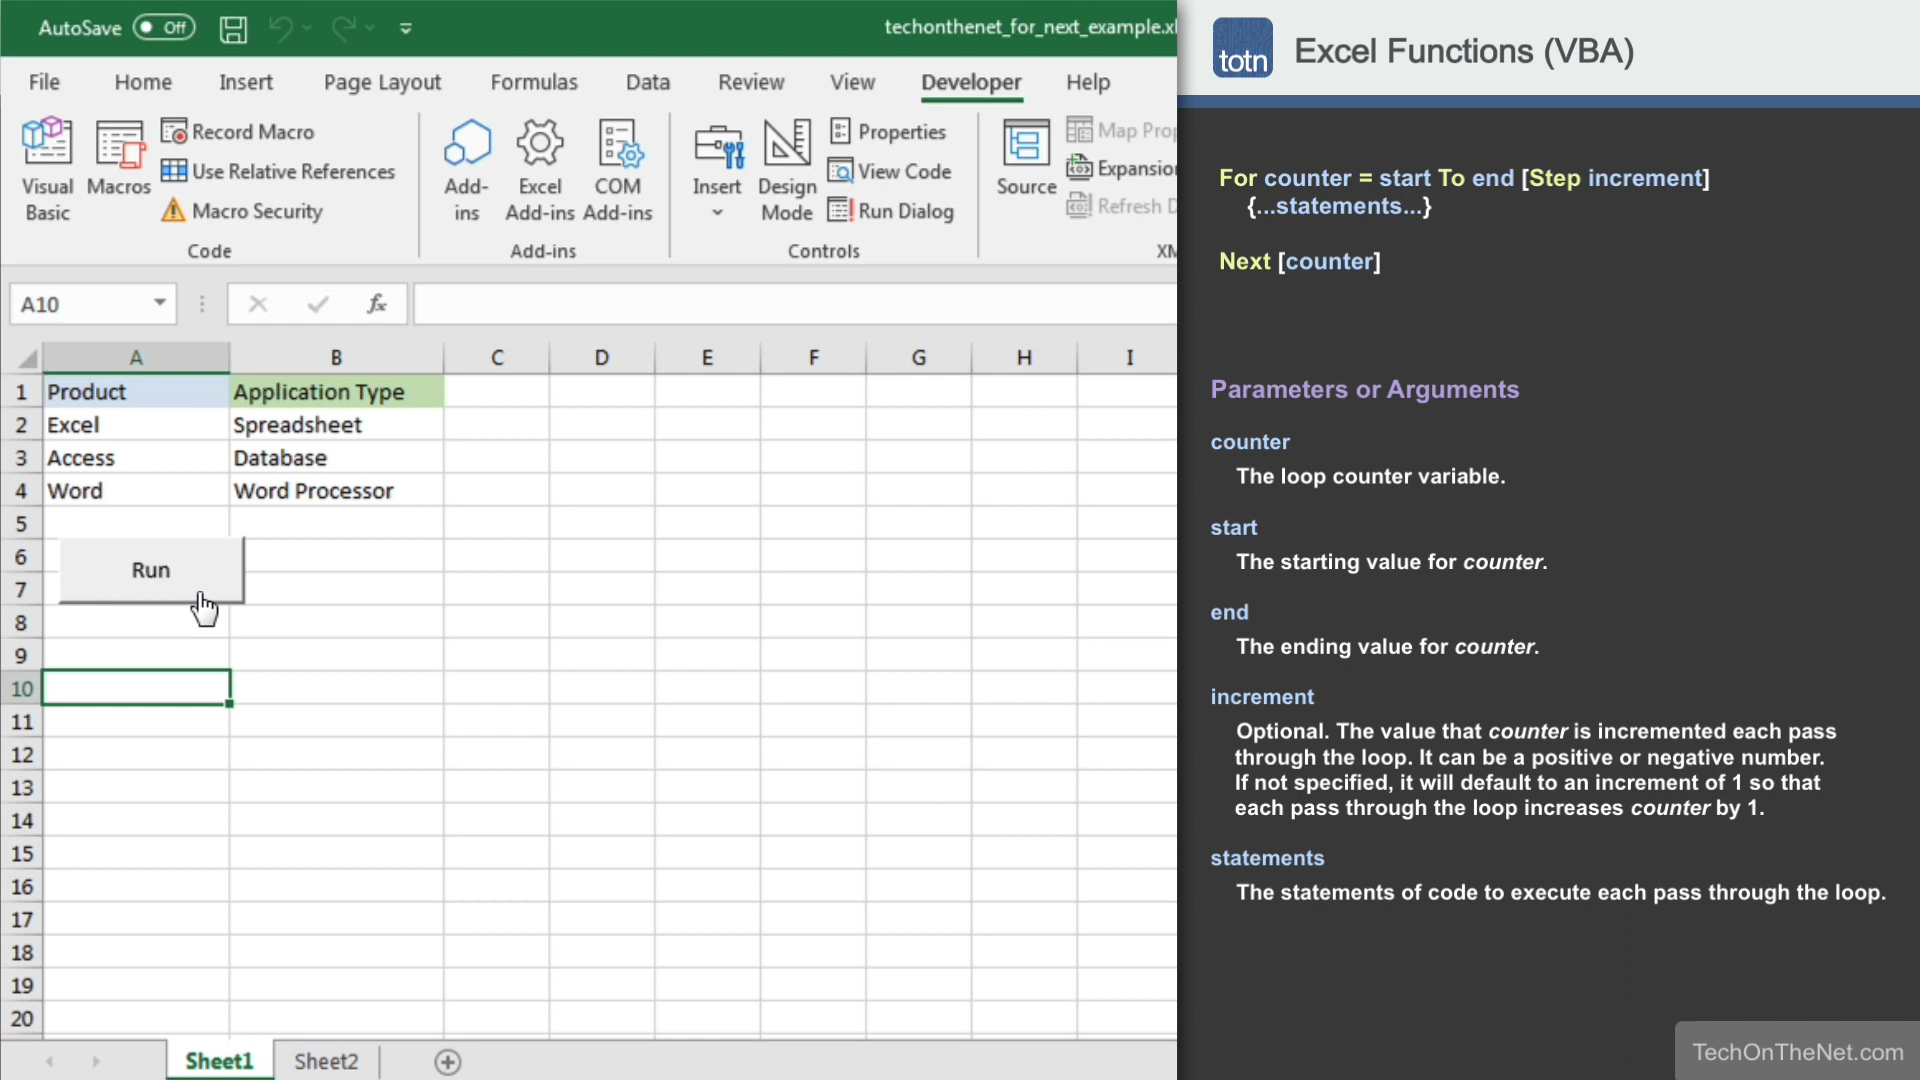 AutoSave Off
techonthenet_for_next_example.xl
File Home Insert Page Layout Formulas Data Review View Developer Help
Visual Basic
Macros
Record Macro
Use Relative References
Macro Security
Code
Add-ins
Excel Add-ins
COM Add-ins
Add-ins
Insert
Design Mode
Properties
View Code
Run Dialog
Controls
Source
Map Prop
Expansion
Refresh D
XM
A10
fx
A B C D E F G H I
1 Product Application Type
2 Excel Spreadsheet
3 Access Database
4 Word Word Processor
5
6
Run
7
8
9
10
11
12
13
14
15
16
17
18
19
20
Sheet1 Sheet2
totn Excel Functions (VBA)
For counter = start To end [Step increment]
{...statements...}
Next [counter]
Parameters or Arguments
counter
The loop counter variable.
start
The starting value for counter.
end
The ending value for counter.
increment
Optional. The value that counter is incremented each pass
through the loop. It can be a positive or negative number.
If not specified, it will default to an increment of 1 so that
each pass through the loop increases counter by 1.
statements
The statements of code to execute each pass through the loop.
TechOnTheNet.com